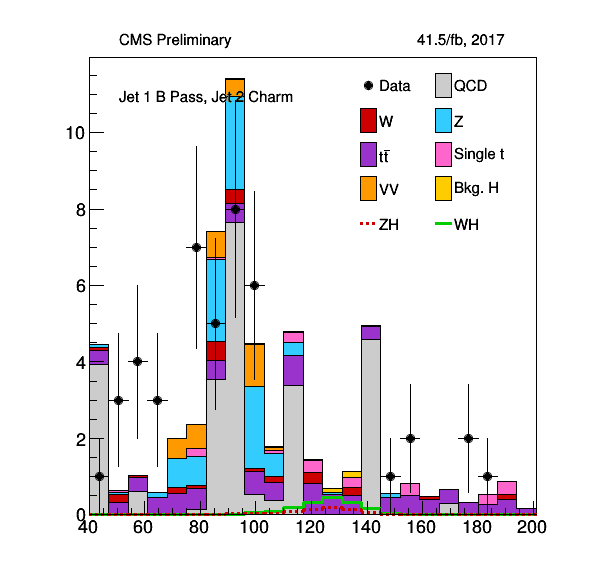 CMS Preliminary 41.5/fb, 2017
Jet 1 B Pass, Jet 2 Charm
Data QCD
W Z
tt̅ Single t
VV Bkg. H
ZH WH
10
8
6
4
2
0
40 60 80 100 120 140 160 180 200